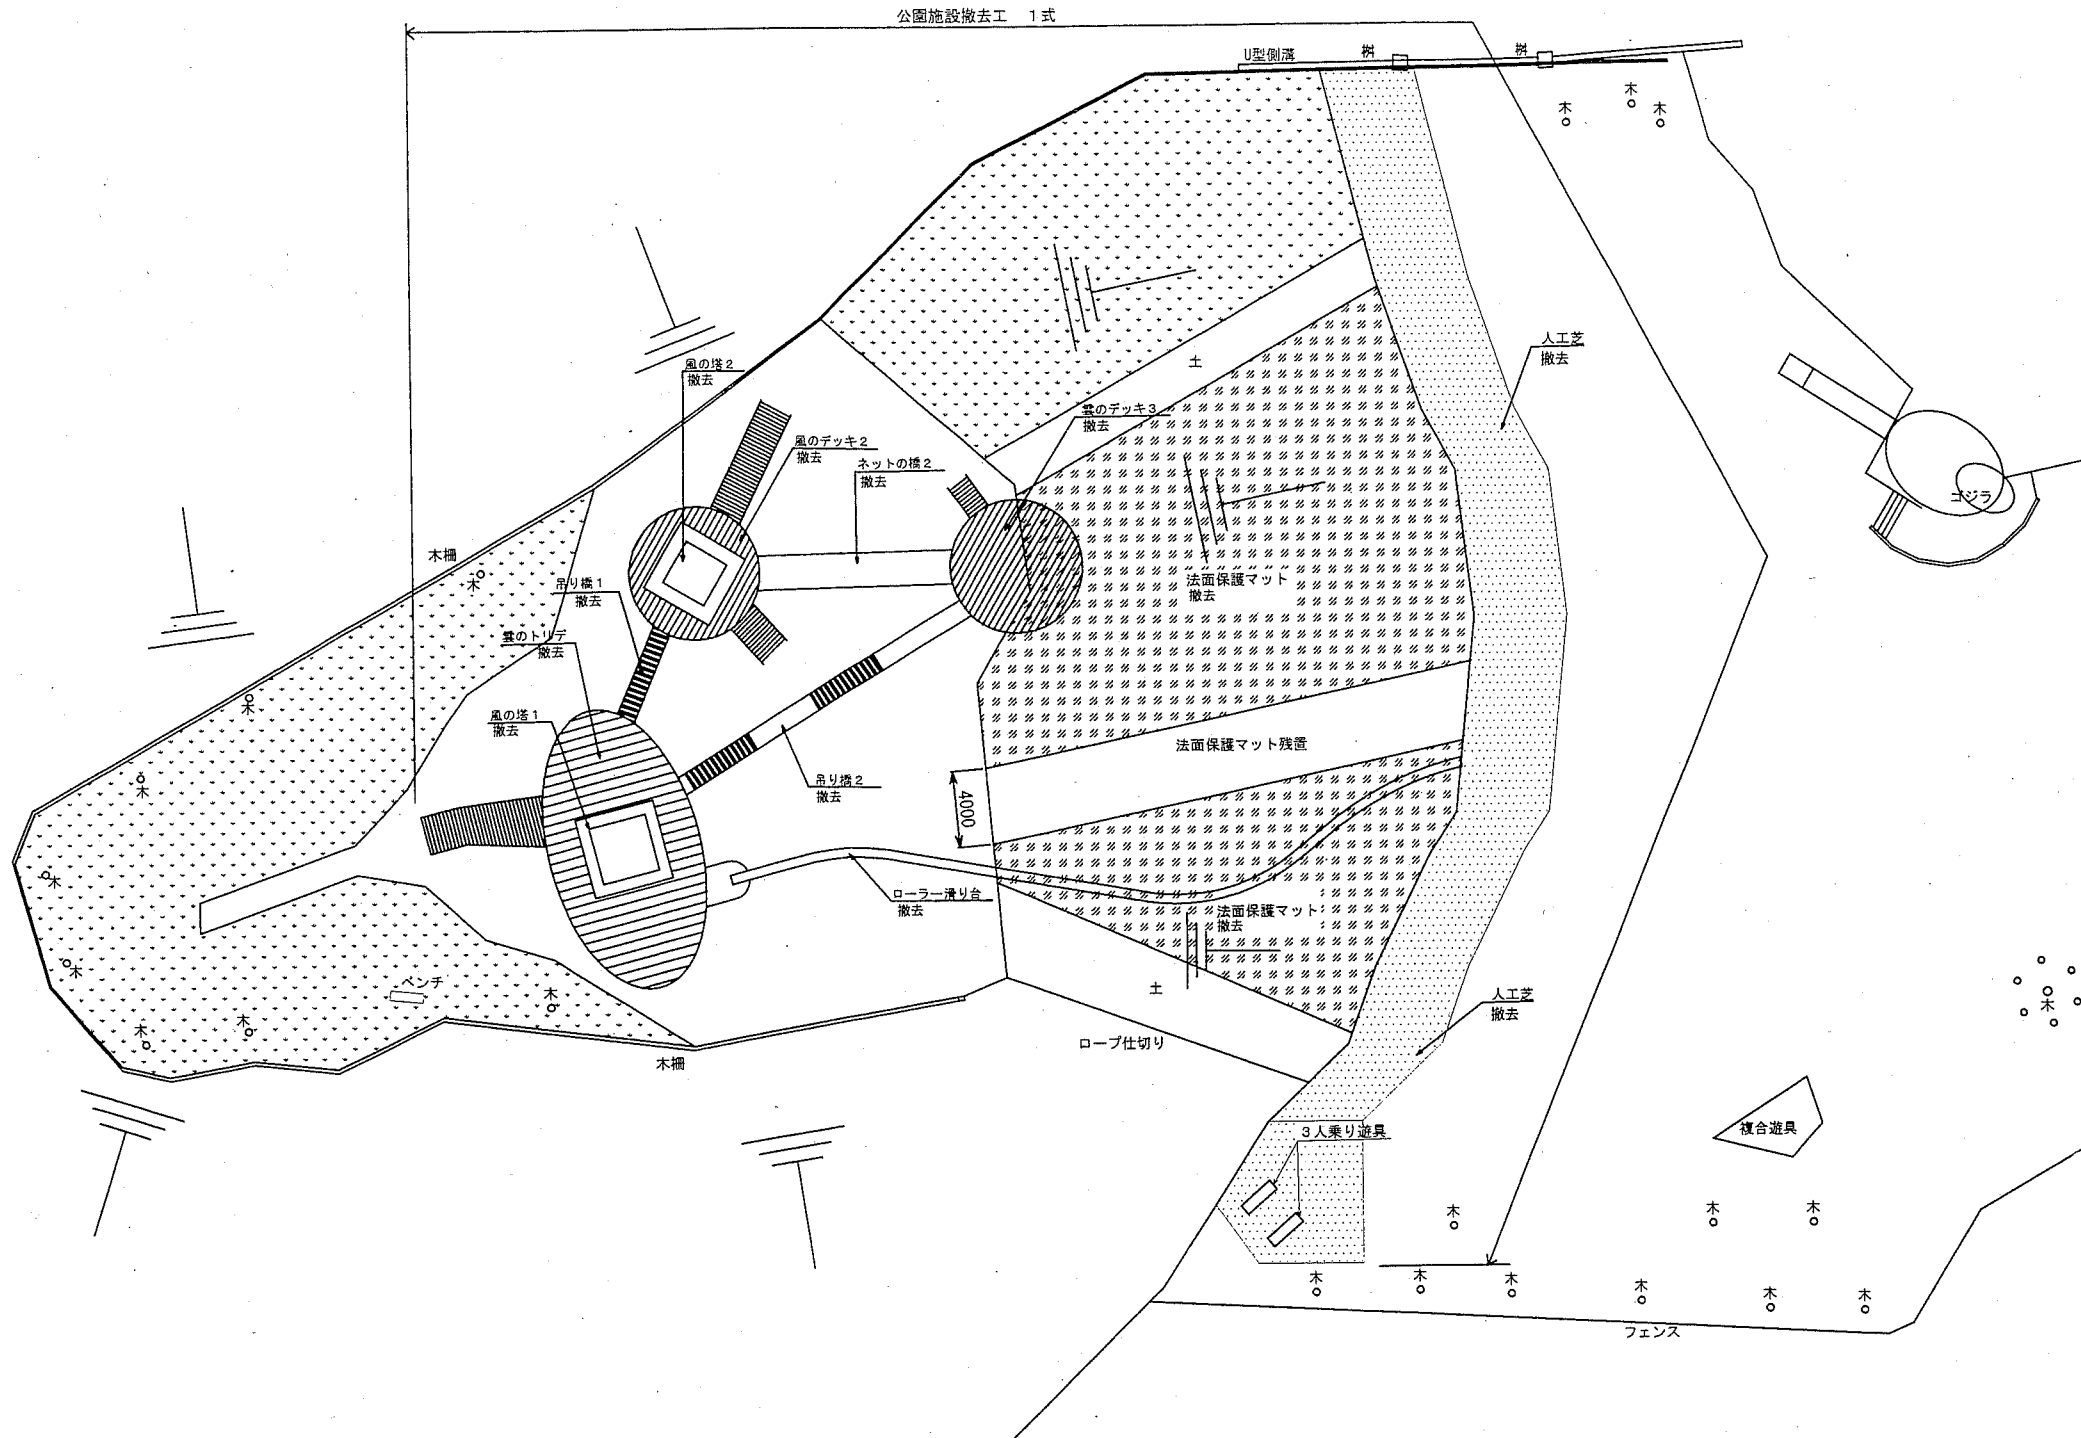 公園施設撤去工　1式
U型側溝
桝
桝
木
木
木
人工芝
撤去
土
風の塔2
撤去
雲のデッキ3
撤去
風のデッキ2
撤去
ネットの橋2
撤去
ゴジラ
木柵
木
吊り橋1
撤去
法面保護マット
撤去
雲のトリデ
撤去
木
風の塔1
撤去
法面保護マット残置
木
吊り橋2
撤去
4000
木
ローラー滑り台
撤去
法面保護マット
撤去
木
ベンチ
木
土
人工芝
撤去
木
木
木
ロープ仕切り
木柵
3人乗り遊具
複合遊具
木
木
木
木
木
木
木
木
木
フェンス